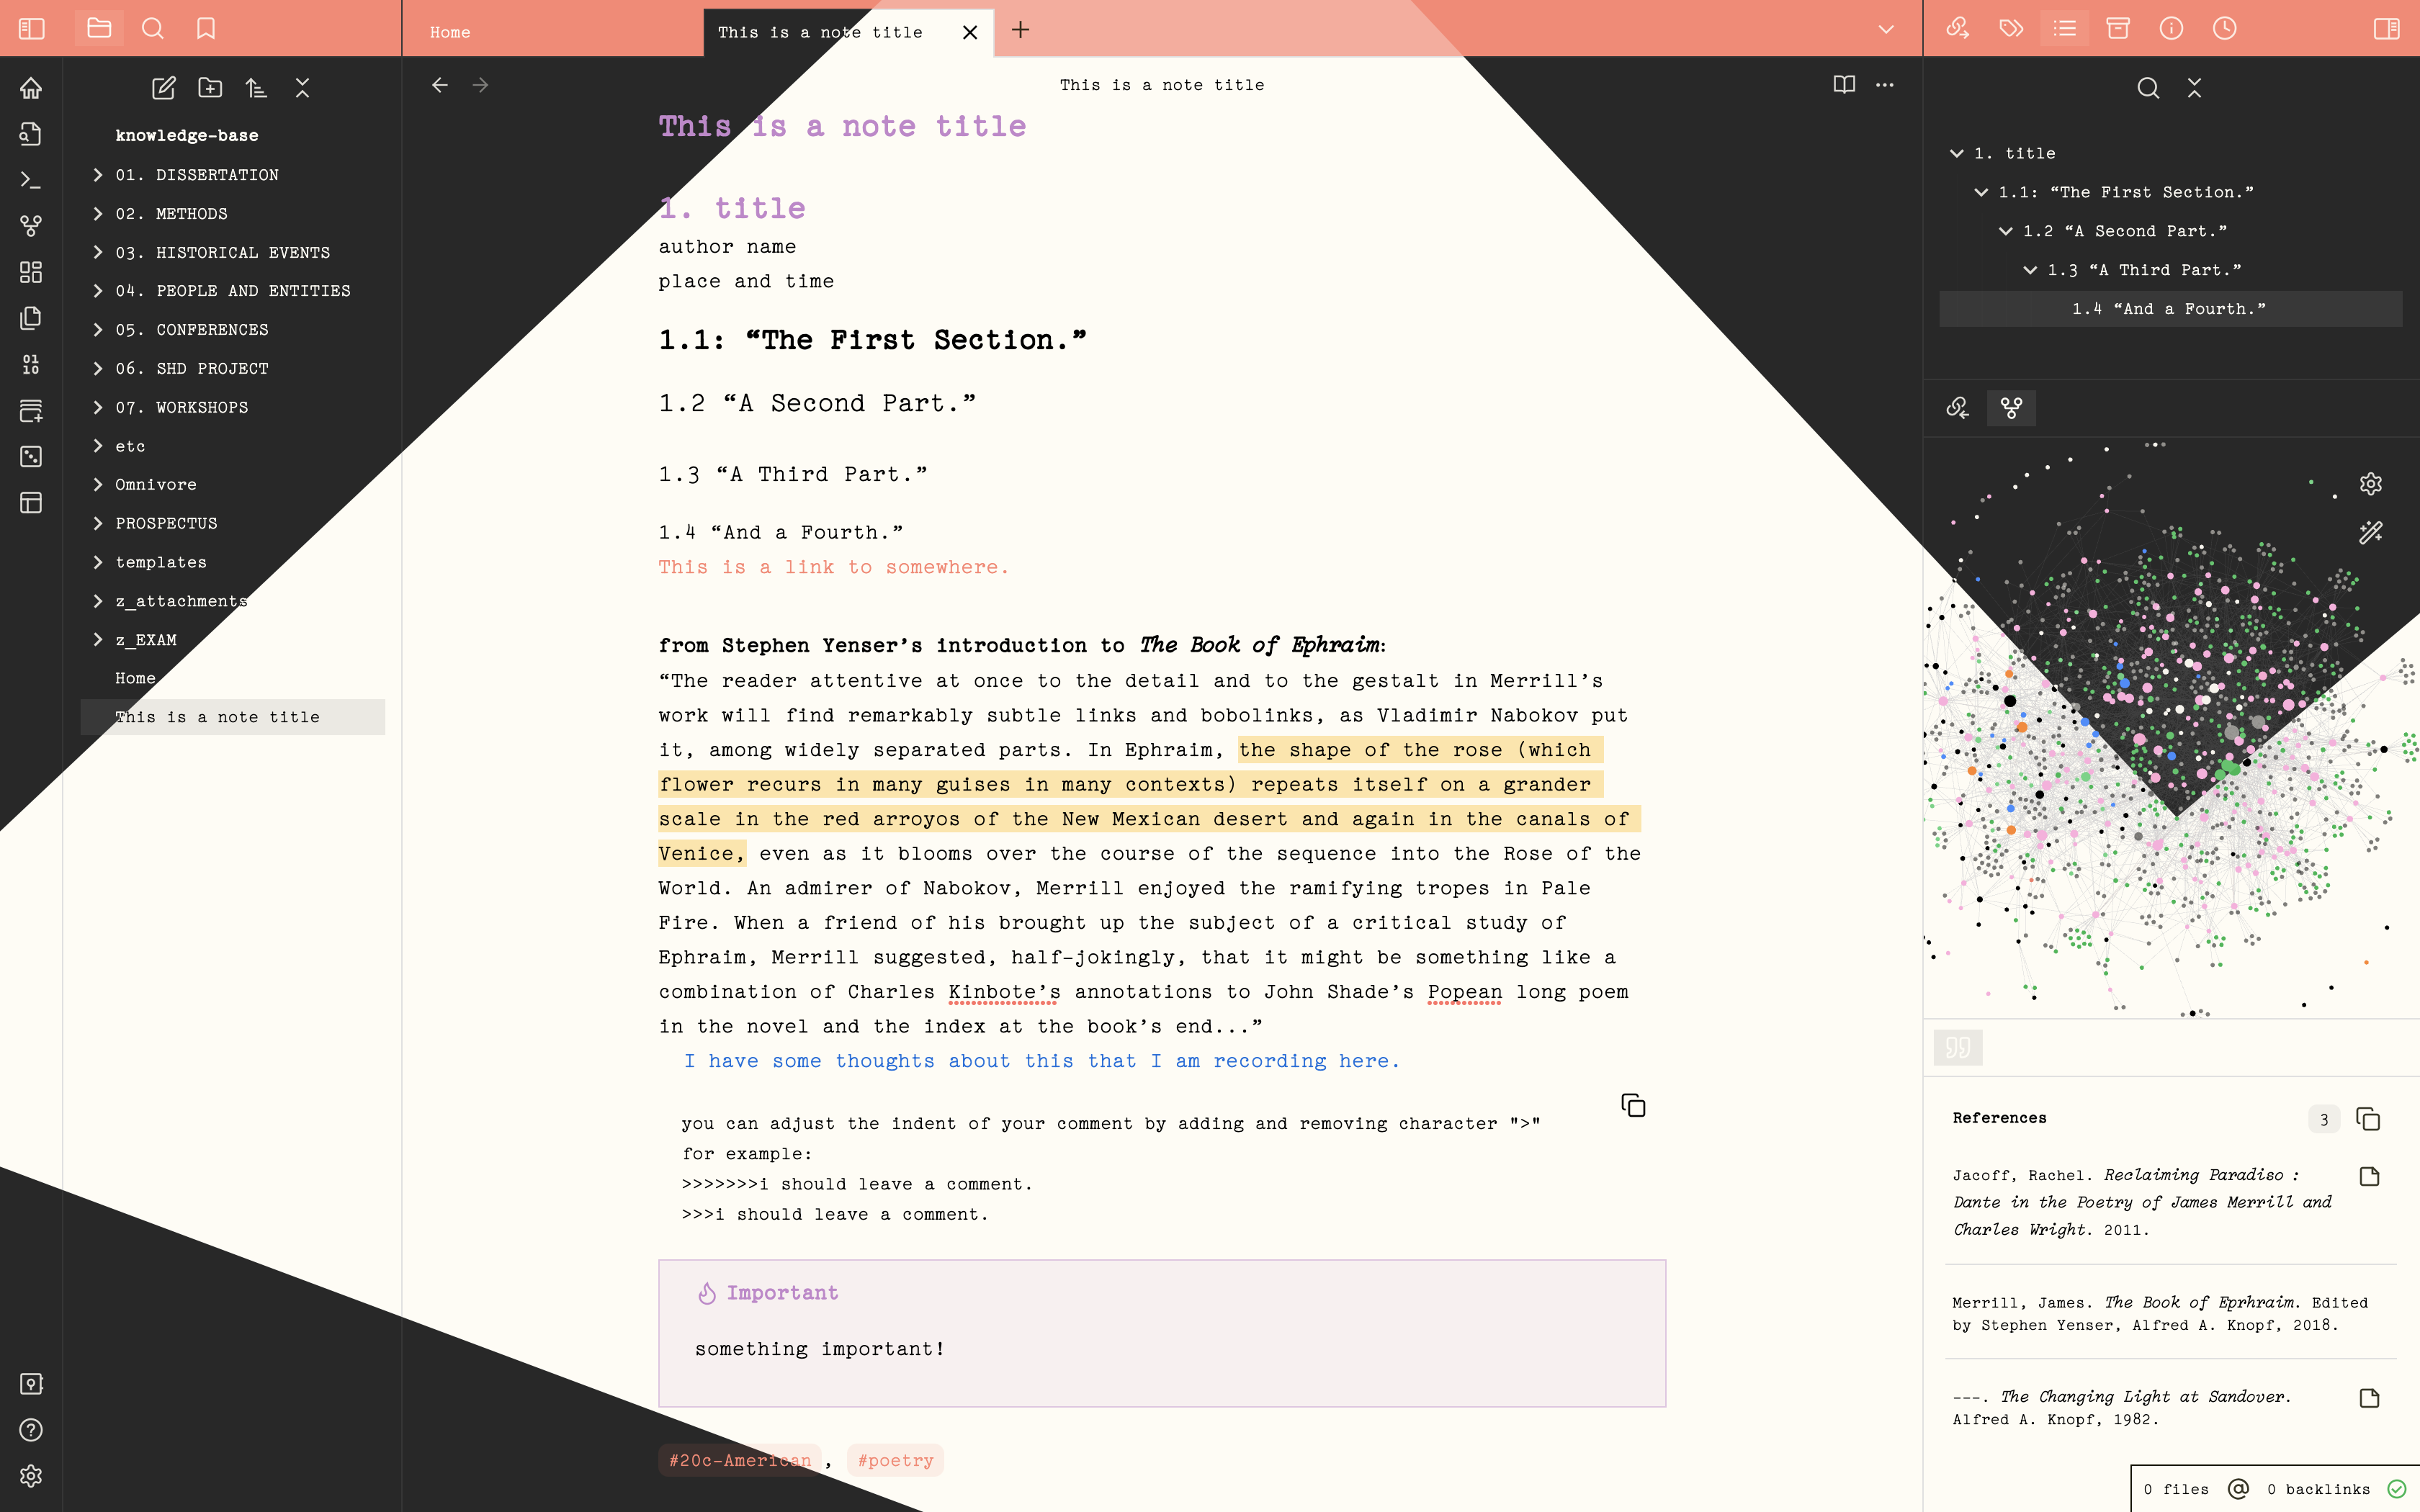 Home
This is a note title
This is a note title
knowledge-base
01. DISSERTATION
02. METHODS
03. HISTORICAL EVENTS
04. PEOPLE AND ENTITIES
05. CONFERENCES
06. SHD PROJECT
07. WORKSHOPS
etc
Omnivore
PROSPECTUS
templates
z_attachments
z_EXAM
Home
This is a note title
01
10
This is a note title
1. title
author name
place and time
1.1: “The First Section.”
1.2 “A Second Part.”
1.3 “A Third Part.”
1.4 “And a Fourth.”
This is a link to somewhere.
from Stephen Yenser’s introduction to The Book of Ephraim:
“The reader attentive at once to the detail and to the gestalt in Merrill’s
work will find remarkably subtle links and bobolinks, as Vladimir Nabokov put
it, among widely separated parts. In Ephraim, the shape of the rose (which
flower recurs in many guises in many contexts) repeats itself on a grander
scale in the red arroyos of the New Mexican desert and again in the canals of
Venice, even as it blooms over the course of the sequence into the Rose of the
World. An admirer of Nabokov, Merrill enjoyed the ramifying tropes in Pale
Fire. When a friend of his brought up the subject of a critical study of
Ephraim, Merrill suggested, half-jokingly, that it might be something like a
combination of Charles Kinbote’s annotations to John Shade’s Popean long poem
in the novel and the index at the book’s end...”
I have some thoughts about this that I am recording here.
you can adjust the indent of your comment by adding and removing character ">"
for example:
>>>>>>>i should leave a comment.
>>>i should leave a comment.
Important
something important!
#20c-American, #poetry
1. title
1.1: “The First Section.”
1.2 “A Second Part.”
1.3 “A Third Part.”
1.4 “And a Fourth.”
References 3
Jacoff, Rachel. Reclaiming Paradiso :
Dante in the Poetry of James Merrill and
Charles Wright. 2011.
Merrill, James. The Book of Eprhraim. Edited
by Stephen Yenser, Alfred A. Knopf, 2018.
---. The Changing Light at Sandover.
Alfred A. Knopf, 1982.
0 files 0 backlinks